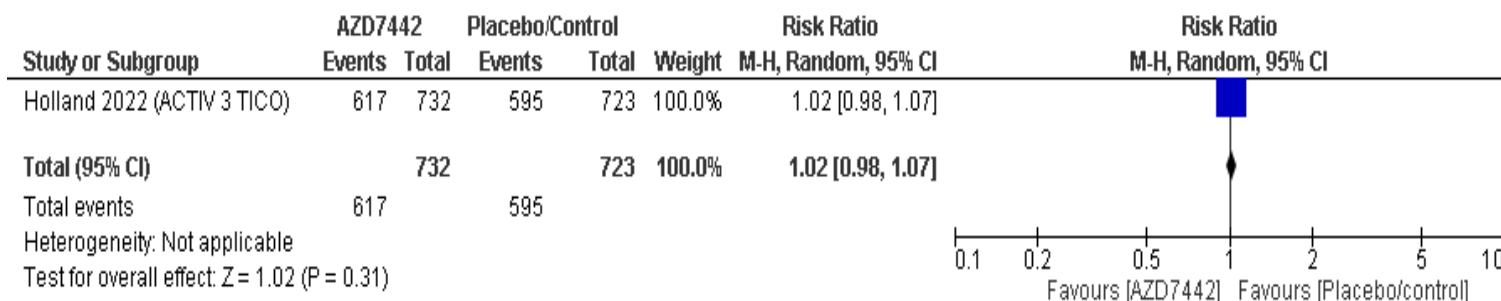 AZD7442 Placebo/Control Risk Ratio Risk Ratio
Study or Subgroup Events Total Events Total Weight M-H, Random, 95% CI M-H, Random, 95% CI
Holland 2022 (ACTIV 3 TICO) 617 732 595 723 100.0% 1.02 [0.98, 1.07]
Total (95% CI) 732 723 100.0% 1.02 [0.98, 1.07]
Total events 617 595
Heterogeneity: Not applicable
Test for overall effect: Z = 1.02 (P = 0.31)
0.1 0.2 0.5 1 2 5 10
Favours [AZD7442] Favours [Placebo/control]